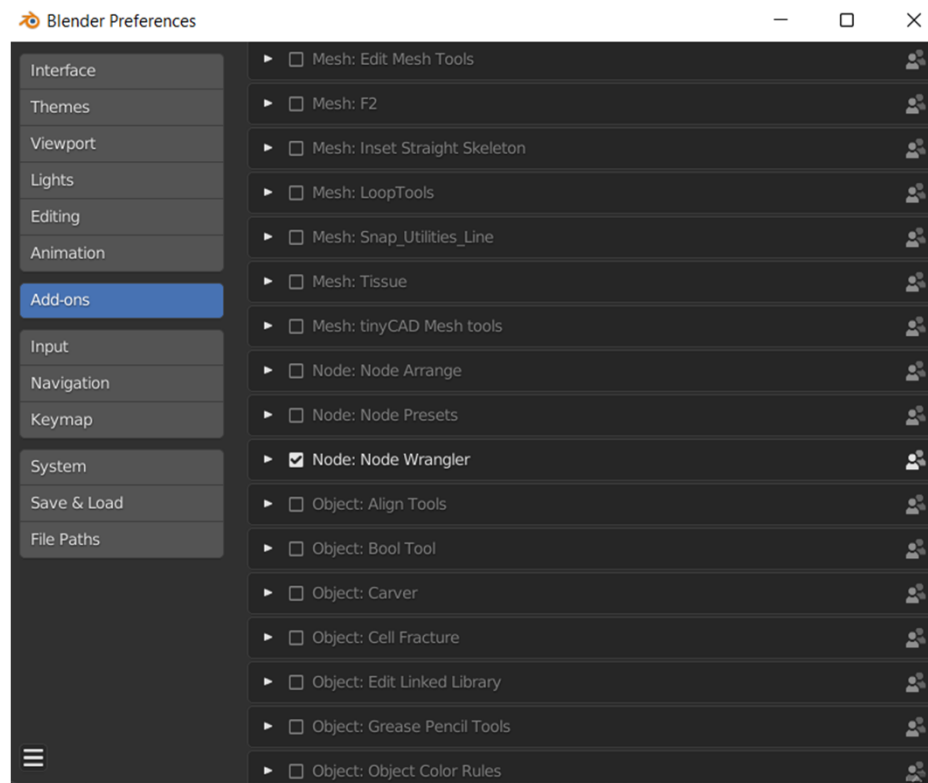 Blender Preferences
Interface
Themes
Viewport
Lights
Editing
Animation
Add-ons
Input
Navigation
Keymap
System
Save & Load
File Paths
Mesh: Edit Mesh Tools
Mesh: F2
Mesh: Inset Straight Skeleton
Mesh: LoopTools
Mesh: Snap_Utilities_Line
Mesh: Tissue
Mesh: tinyCAD Mesh tools
Node: Node Arrange
Node: Node Presets
Node: Node Wrangler
Object: Align Tools
Object: Bool Tool
Object: Carver
Object: Cell Fracture
Object: Edit Linked Library
Object: Grease Pencil Tools
Object: Object Color Rules